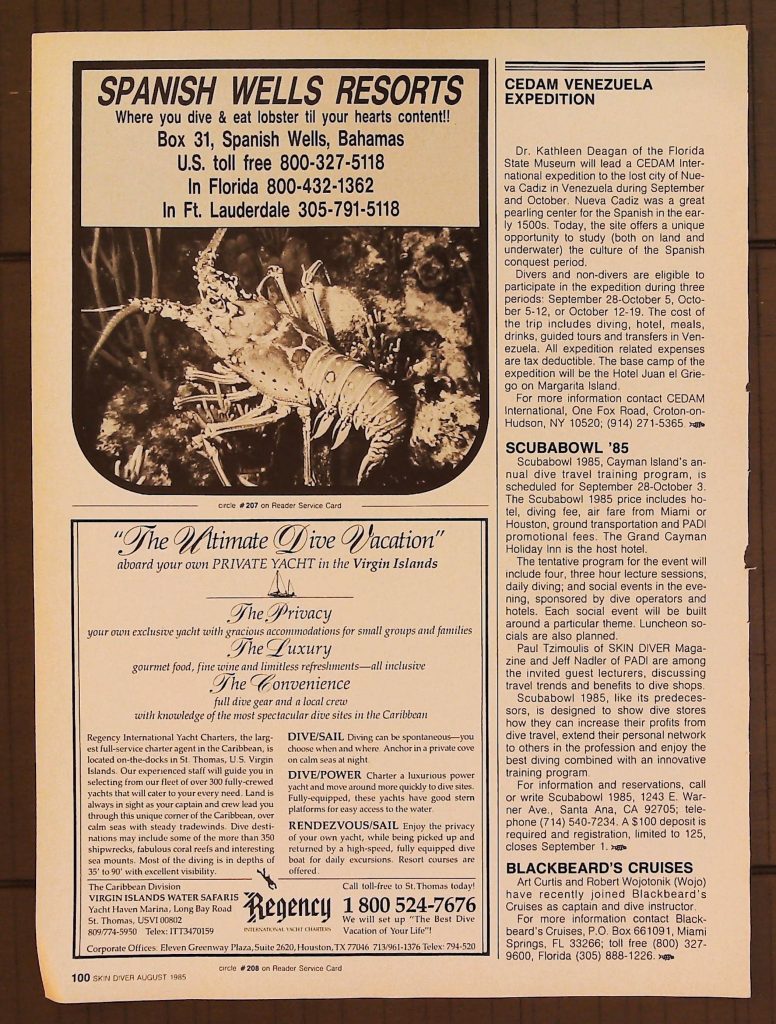 SPANISH WELLS RESORTS
Where you dive & eat lobster til your hearts content!!
Box 31, Spanish Wells, Bahamas
U.S. toll free 800-327-5118
In Florida 800-432-1362
In Ft. Lauderdale 305-791-5118
circle #207 on Reader Service Card
"The Ultimate Dive Vacation"
aboard your own PRIVATE YACHT in the Virgin Islands
The Privacy
your own exclusive yacht with gracious accommodations for small groups and families
The Luxury
gourmet food, fine wine and limitless refreshments—all inclusive
The Convenience
full dive gear and a local crew
with knowledge of the most spectacular dive sites in the Caribbean
Regency International Yacht Charters, the larg-
est full-service charter agent in the Caribbean, is
located on-the-docks in St. Thomas, U.S. Virgin
Islands. Our experienced staff will guide you in
selecting from our fleet of over 300 fully-crewed
yachts that will cater to your every need. Land is
always in sight as your captain and crew lead you
through this unique corner of the Caribbean, over
calm seas with steady tradewinds. Dive desti-
nations may include some of the more than 350
shipwrecks, fabulous coral reefs and interesting
sea mounts. Most of the diving is in depths of
35' to 90' with excellent visibility.
DIVE/SAIL Diving can be spontaneous—you
choose when and where. Anchor in a private cove
on calm seas at night.
DIVE/POWER Charter a luxurious power
yacht and move around more quickly to dive sites.
Fully-equipped, these yachts have good stern
platforms for easy access to the water.
RENDEZVOUS/SAIL Enjoy the privacy
of your own yacht, while being picked up and
returned by a high-speed, fully equipped dive
boat for daily excursions. Resort courses are
offered.
The Caribbean Division
VIRGIN ISLANDS WATER SAFARIS
Yacht Haven Marina, Long Bay Road
St. Thomas, USVI 00802
809/774-5950 Telex: ITT3470159
Regency
INTERNATIONAL YACHT CHARTERS
Call toll-free to St. Thomas today!
1 800 524-7676
We will set up "The Best Dive
Vacation of Your Life"!
Corporate Offices: Eleven Greenway Plaza, Suite 2620, Houston, TX 77046 713/961-1376 Telex: 794-520
circle #208 on Reader Service Card
100 SKIN DIVER AUGUST 1985
CEDAM VENEZUELA
EXPEDITION
Dr. Kathleen Deagan of the Florida
State Museum will lead a CEDAM Inter-
national expedition to the lost city of Nue-
va Cadiz in Venezuela during September
and October. Nueva Cadiz was a great
pearling center for the Spanish in the ear-
ly 1500s. Today, the site offers a unique
opportunity to study (both on land and
underwater) the culture of the Spanish
conquest period.
Divers and non-divers are eligible to
participate in the expedition during three
periods: September 28-October 5, Octo-
ber 5-12, or October 12-19. The cost of
the trip includes diving, hotel, meals,
drinks, guided tours and transfers in Ven-
ezuela. All expedition related expenses
are tax deductible. The base camp of the
expedition will be the Hotel Juan el Grie-
go on Margarita Island.
For more information contact CEDAM
International, One Fox Road, Croton-on-
Hudson, NY 10520; (914) 271-5365.
SCUBABOWL '85
Scubabowl 1985, Cayman Island's an-
nual dive travel training program, is
scheduled for September 28-October 3.
The Scubabowl 1985 price includes ho-
tel, diving fee, air fare from Miami or
Houston, ground transportation and PADI
promotional fees. The Grand Cayman
Holiday Inn is the host hotel.
The tentative program for the event will
include four, three hour lecture sessions,
daily diving; and social events in the eve-
ning, sponsored by dive operators and
hotels. Each social event will be built
around a particular theme. Luncheon so-
cials are also planned.
Paul Tzimoulis of SKIN DIVER Maga-
zine and Jeff Nadler of PADI are among
the invited guest lecturers, discussing
travel trends and benefits to dive shops.
Scubabowl 1985, like its predeces-
sors, is designed to show dive stores
how they can increase their profits from
dive travel, extend their personal network
to others in the profession and enjoy the
best diving combined with an innovative
training program.
For information and reservations, call
or write Scubabowl 1985, 1243 E. War-
ner Ave., Santa Ana, CA 92705; tele-
phone (714) 540-7234. A $100 deposit is
required and registration, limited to 125,
closes September 1.
BLACKBEARD'S CRUISES
Art Curtis and Robert Wojotonik (Wojo)
have recently joined Blackbeard's
Cruises as captain and dive instructor.
For more information contact Black-
beard's Cruises, P.O. Box 661091, Miami
Springs, FL 33266; toll free (800) 327-
9600, Florida (305) 888-1226.